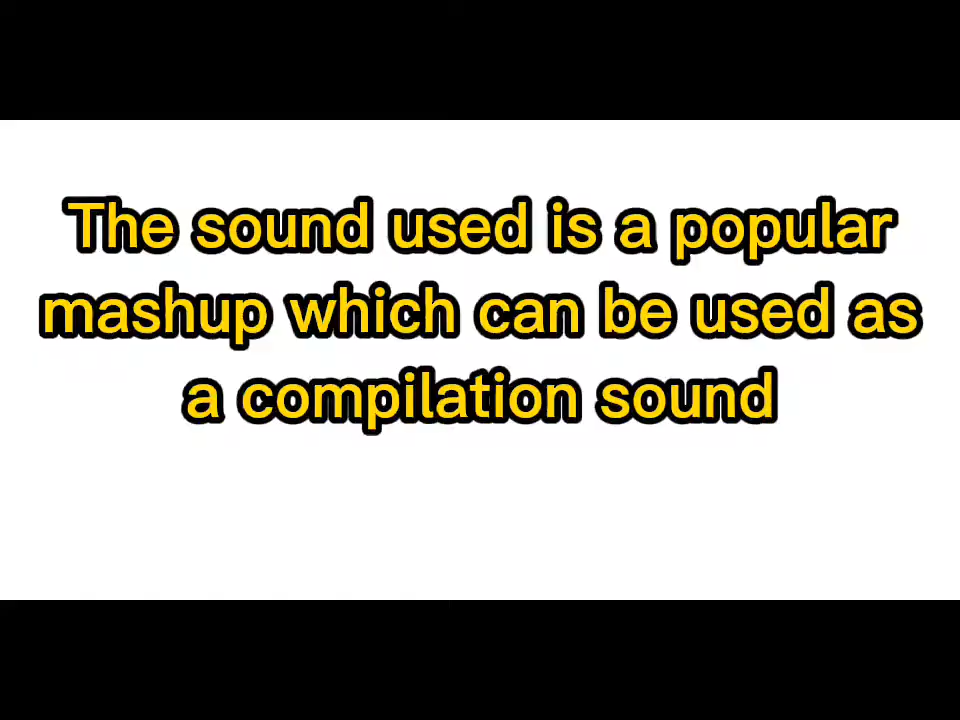 The sound used is a popular
mashup which can be used as
a compilation sound